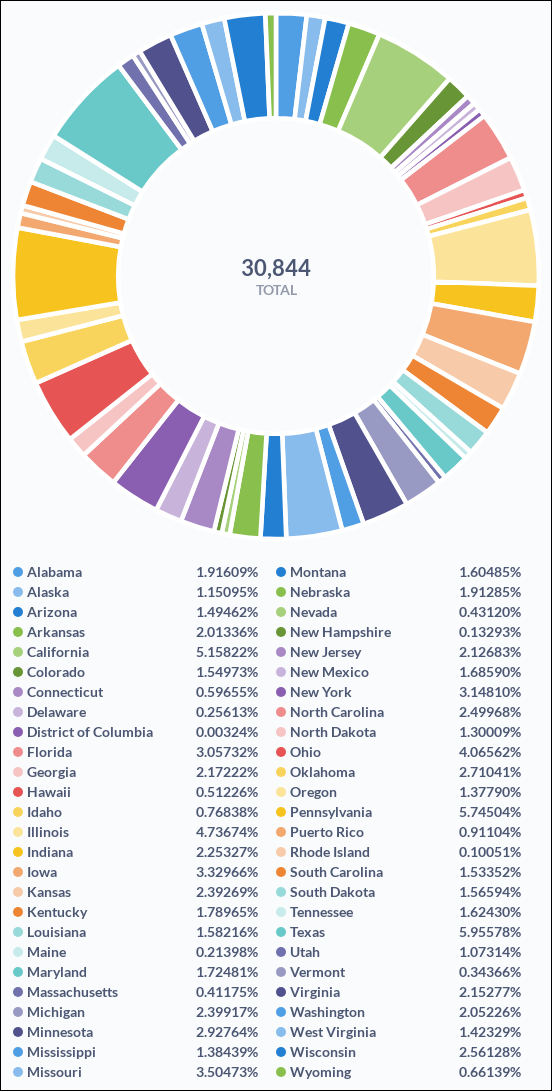 30,844
TOTAL
Alabama 1.91609% Montana 1.60485%
Alaska 1.15095% Nebraska 1.91285%
Arizona 1.49462% Nevada 0.43120%
Arkansas 2.01336% New Hampshire 0.13293%
California 5.15822% New Jersey 2.12683%
Colorado 1.54973% New Mexico 1.68590%
Connecticut 0.59655% New York 3.14810%
Delaware 0.25613% North Carolina 2.49968%
District of Columbia 0.00324% North Dakota 1.30009%
Florida 3.05732% Ohio 4.06562%
Georgia 2.17222% Oklahoma 2.71041%
Hawaii 0.51226% Oregon 1.37790%
Idaho 0.76838% Pennsylvania 5.74504%
Illinois 4.73674% Puerto Rico 0.91104%
Indiana 2.25327% Rhode Island 0.10051%
Iowa 3.32966% South Carolina 1.53352%
Kansas 2.39269% South Dakota 1.56594%
Kentucky 1.78965% Tennessee 1.62430%
Louisiana 1.58216% Texas 5.95578%
Maine 0.21398% Utah 1.07314%
Maryland 1.72481% Vermont 0.34366%
Massachusetts 0.41175% Virginia 2.15277%
Michigan 2.39917% Washington 2.05226%
Minnesota 2.92764% West Virginia 1.42329%
Mississippi 1.38439% Wisconsin 2.56128%
Missouri 3.50473% Wyoming 0.66139%